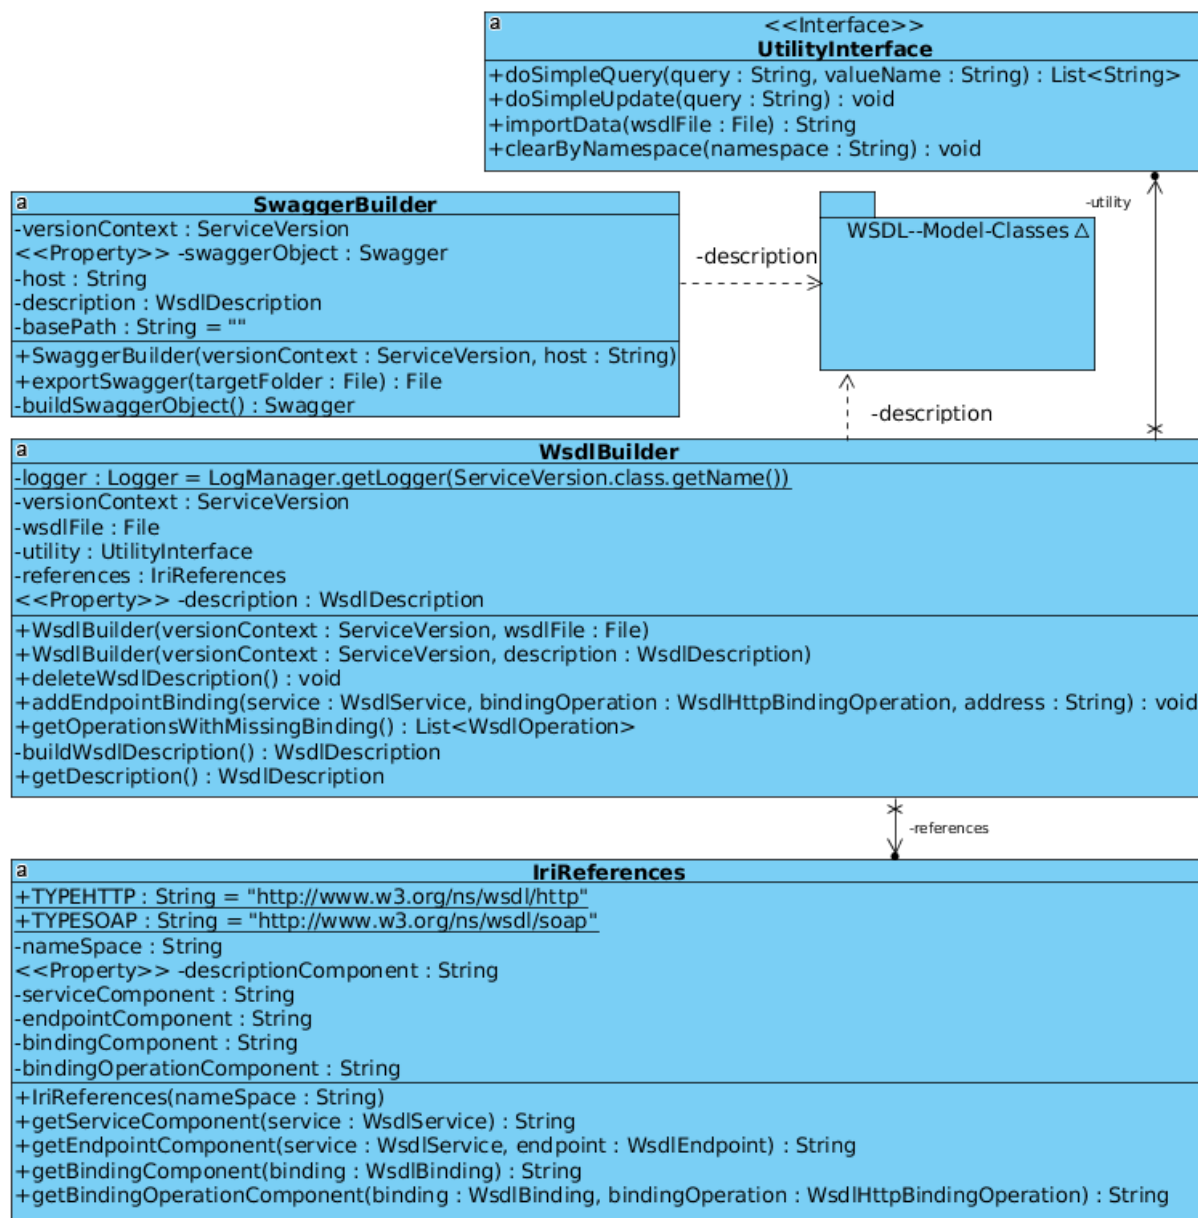 a
<<Interface>>
UtilityInterface
+doSimpleQuery(query : String, valueName : String) : List<String>
+doSimpleUpdate(query : String) : void
+importData(wsdlFile : File) : String
+clearByNamespace(namespace : String) : void
a
SwaggerBuilder
-versionContext : ServiceVersion
<<Property>> -swaggerObject : Swagger
-host : String
-description : WsdlDescription
-basePath : String = ""
+SwaggerBuilder(versionContext : ServiceVersion, host : String)
+exportSwagger(targetFolder : File) : File
-buildSwaggerObject() : Swagger
-description
WSDL--Model-Classes
-utility
-description
a
WsdlBuilder
-logger : Logger = LogManager.getLogger(ServiceVersion.class.getName())
-versionContext : ServiceVersion
-wsdlFile : File
-utility : UtilityInterface
-references : IriReferences
<<Property>> -description : WsdlDescription
+WsdlBuilder(versionContext : ServiceVersion, wsdlFile : File)
+WsdlBuilder(versionContext : ServiceVersion, description : WsdlDescription)
+deleteWsdlDescription() : void
+addEndpointBinding(service : WsdlService, bindingOperation : WsdlHttpBindingOperation, address : String) : void
+getOperationsWithMissingBinding() : List<WsdlOperation>
-buildWsdlDescription() : WsdlDescription
+getDescription() : WsdlDescription
-references
a
IriReferences
+TYPEHTTP : String = "http://www.w3.org/ns/wsdl/http"
+TYPESOAP : String = "http://www.w3.org/ns/wsdl/soap"
-nameSpace : String
<<Property>> -descriptionComponent : String
-serviceComponent : String
-endpointComponent : String
-bindingComponent : String
-bindingOperationComponent : String
+IriReferences(nameSpace : String)
+getServiceComponent(service : WsdlService) : String
+getEndpointComponent(service : WsdlService, endpoint : WsdlEndpoint) : String
+getBindingComponent(binding : WsdlBinding) : String
+getBindingOperationComponent(binding : WsdlBinding, bindingOperation : WsdlHttpBindingOperation) : String